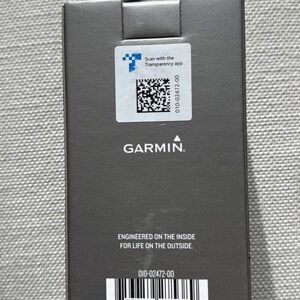 Scan with the
Transparency app
010-02472-00
GARMIN
ENGINEERED ON THE INSIDE
FOR LIFE ON THE OUTSIDE.
010-02472-00